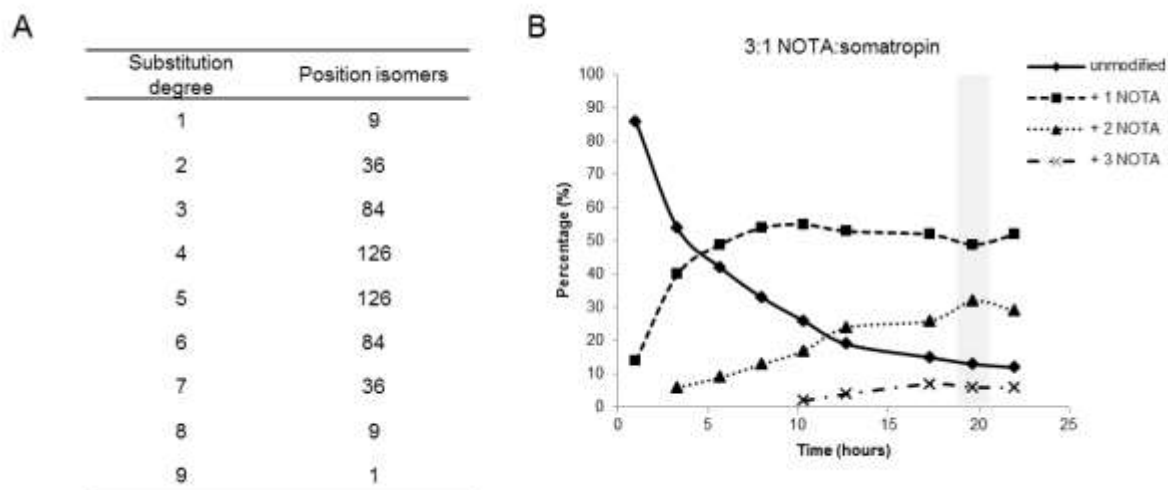 A
Substitution degree	Position isomers
1	9
2	36
3	84
4	126
5	126
6	84
7	36
8	9
9	1
B
3:1 NOTA:somatropin
unmodified
+ 1 NOTA
+ 2 NOTA
+ 3 NOTA
Percentage (%)
100
90
80
70
60
50
40
30
20
10
0
0 5 10 15 20 25
Time (hours)